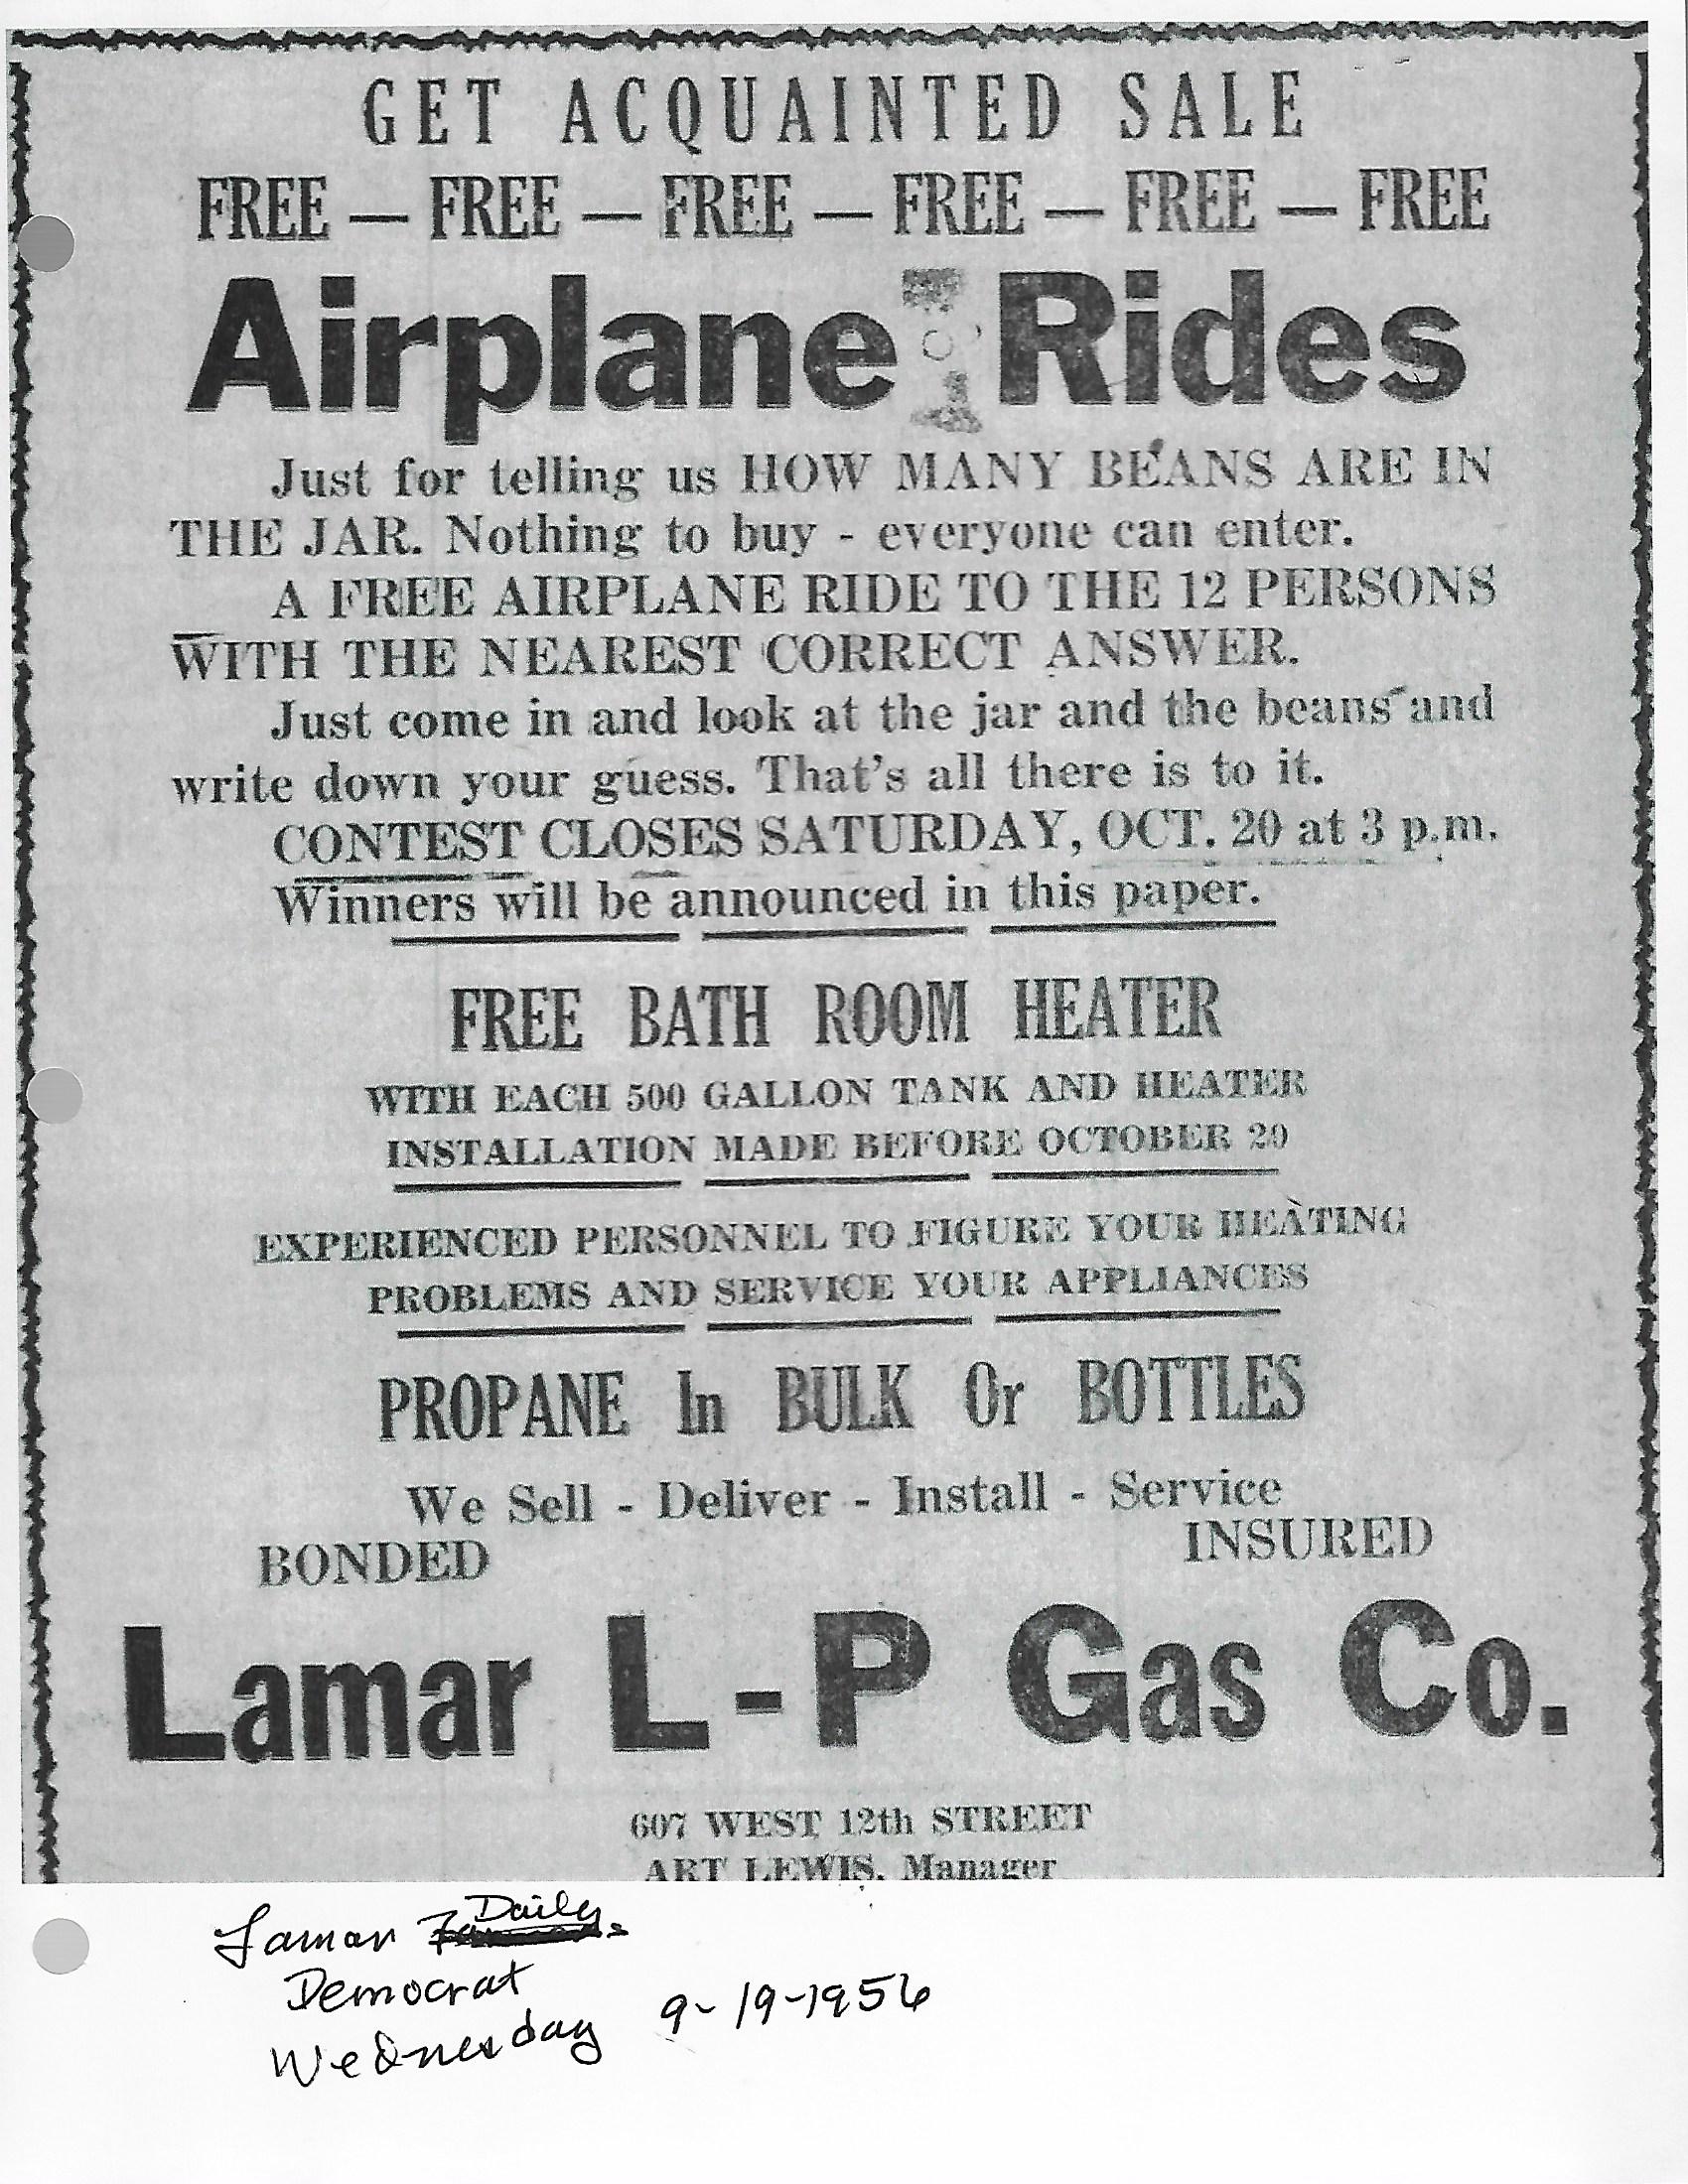 GET ACQUAINTED SALE
FREE — FREE — FREE — FREE — FREE — FREE
Airplane Rides
Just for telling us HOW MANY BEANS ARE IN
THE JAR. Nothing to buy - everyone can enter.
A FREE AIRPLANE RIDE TO THE 12 PERSONS
WITH THE NEAREST CORRECT ANSWER.
Just come in and look at the jar and the beans and
write down your guess. That's all there is to it.
CONTEST CLOSES SATURDAY, OCT. 20 at 3 p.m.
Winners will be announced in this paper.
FREE BATH ROOM HEATER
WITH EACH 500 GALLON TANK AND HEATER
INSTALLATION MADE BEFORE OCTOBER 20
EXPERIENCED PERSONNEL TO FIGURE YOUR HEATING
PROBLEMS AND SERVICE YOUR APPLIANCES
PROPANE In BULK Or BOTTLES
We Sell - Deliver - Install - Service
BONDED INSURED
Lamar L-P Gas Co.
607 WEST 12th STREET
ART LEWIS, Manager
Lamar Daily
Democrat
Wednesday 9-19-1956